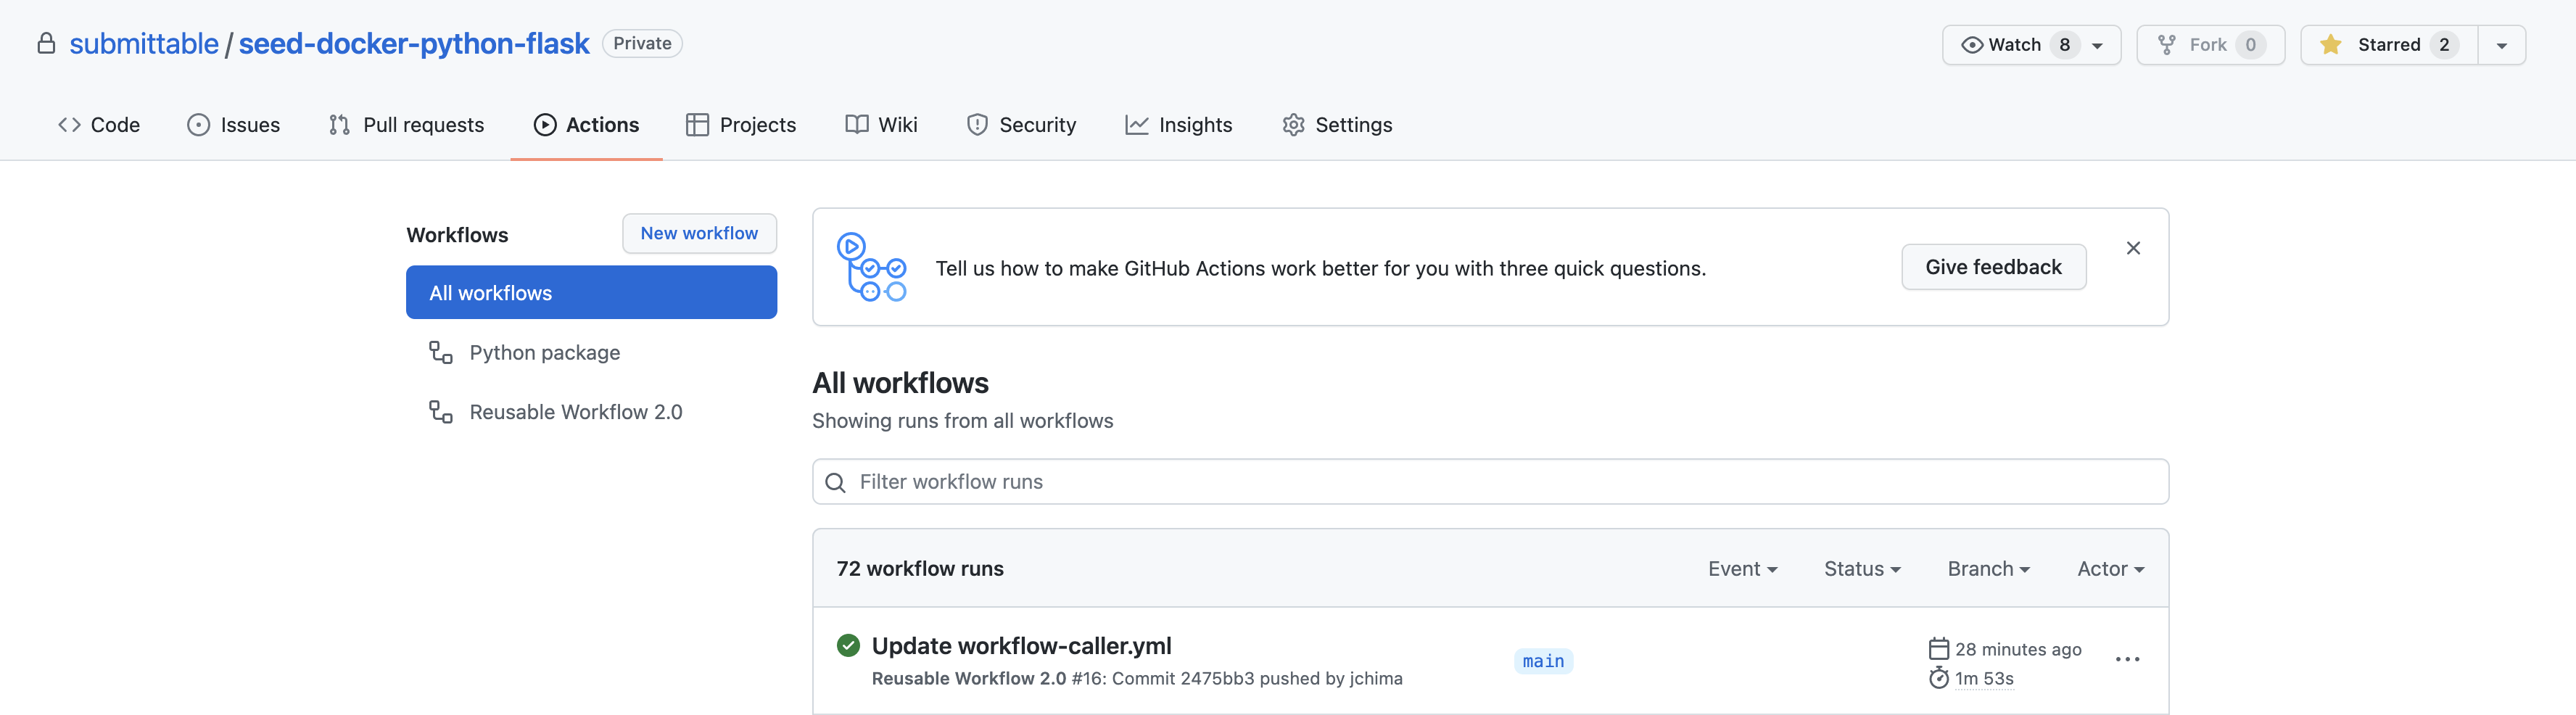 submittable / seed-docker-python-flask Private Watch 8 Fork 0 Starred 2
Code Issues Pull requests Actions Projects Wiki Security Insights Settings
Workflows New workflow
All workflows
Python package
Reusable Workflow 2.0
Tell us how to make GitHub Actions work better for you with three quick questions. Give feedback
All workflows
Showing runs from all workflows
Filter workflow runs
72 workflow runs Event Status Branch Actor
Update workflow-caller.yml
Reusable Workflow 2.0 #16: Commit 2475bb3 pushed by jchima
main
28 minutes ago
1m 53s